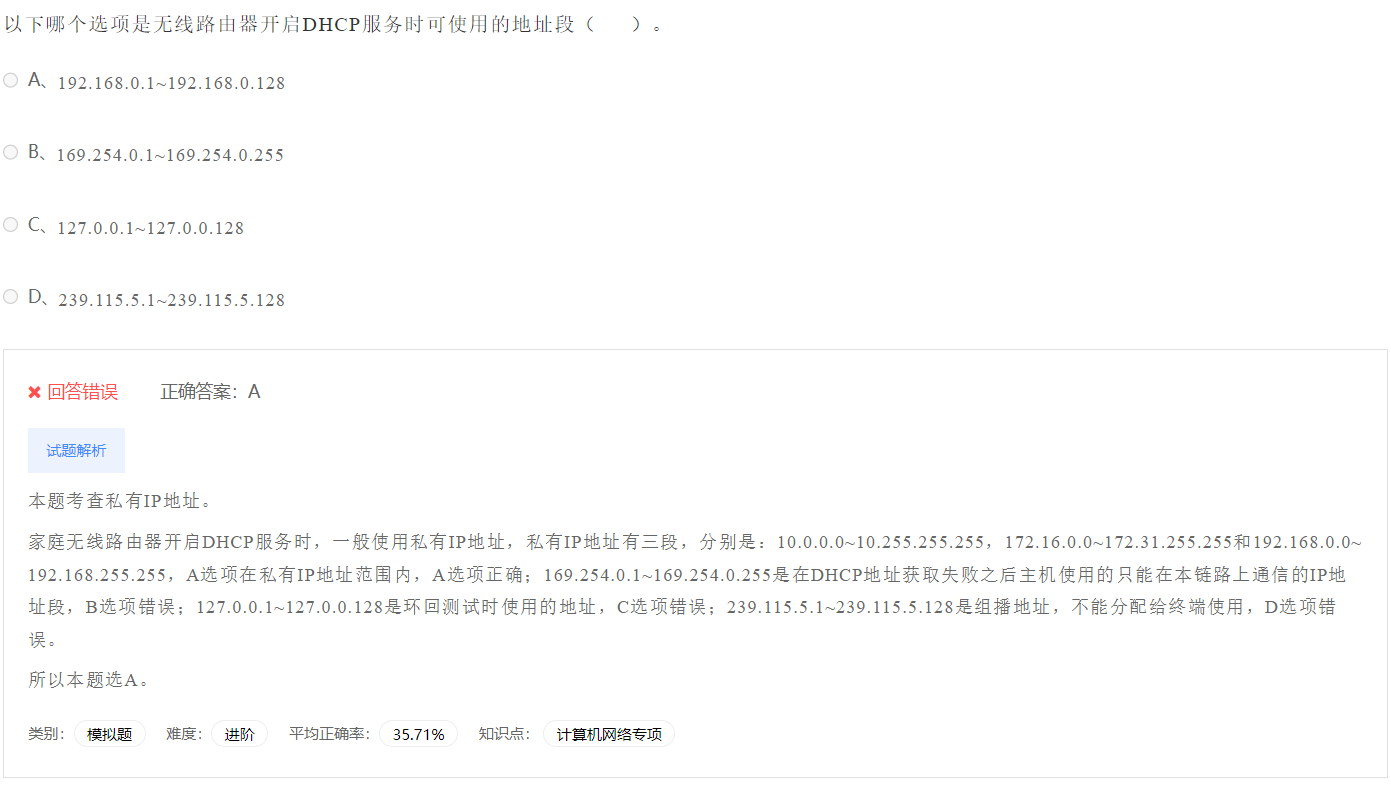 以下哪个选项是无线路由器开启DHCP服务时可使用的地址段（　　）。
A、192.168.0.1~192.168.0.128
B、169.254.0.1~169.254.0.255
C、127.0.0.1~127.0.0.128
D、239.115.5.1~239.115.5.128
回答错误 正确答案：A
试题解析
本题考查私有IP地址。
家庭无线路由器开启DHCP服务时，一般使用私有IP地址，私有IP地址有三段，分别是：10.0.0.0~10.255.255.255，172.16.0.0~172.31.255.255和192.168.0.0~
192.168.255.255，A选项在私有IP地址范围内，A选项正确；169.254.0.1~169.254.0.255是在DHCP地址获取失败之后主机使用的只能在本链路上通信的IP地
址段，B选项错误；127.0.0.1~127.0.0.128是环回测试时使用的地址，C选项错误；239.115.5.1~239.115.5.128是组播地址，不能分配给终端使用，D选项错
误。
所以本题选A。
类别： 模拟题 难度： 进阶 平均正确率： 35.71% 知识点： 计算机网络专项